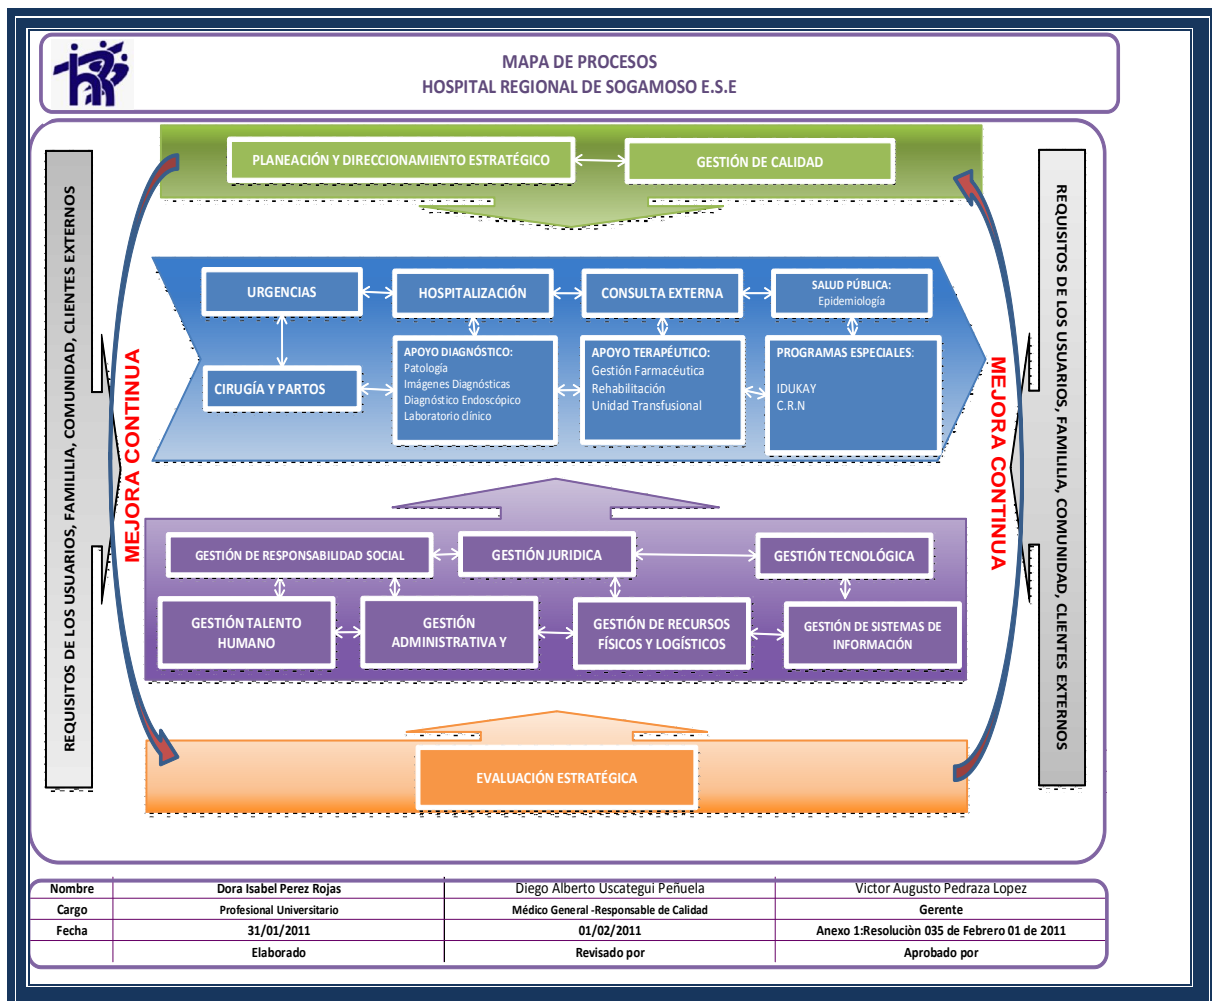 MAPA DE PROCESOS
HOSPITAL REGIONAL DE SOGAMOSO E.S.E
REQUISITOS DE LOS USUARIOS, FAMILILIA, COMUNIDAD, CLIENTES EXTERNOS
MEJORA CONTINUA
PLANEACIÓN Y DIRECCIONAMIENTO ESTRATÉGICO
GESTIÓN DE CALIDAD
URGENCIAS
HOSPITALIZACIÓN
CONSULTA EXTERNA
SALUD PÚBLICA:
Epidemiología
CIRUGÍA Y PARTOS
APOYO DIAGNÓSTICO:
Patología
Imágenes Diagnósticas
Diagnóstico Endoscópico
Laboratorio clínico
APOYO TERAPÉUTICO:
Gestión Farmacéutica
Rehabilitación
Unidad Transfusional
PROGRAMAS ESPECIALES:
IDUKAY
C.R.N
GESTIÓN DE RESPONSABILIDAD SOCIAL
GESTIÓN JURIDICA
GESTIÓN TECNOLÓGICA
GESTIÓN TALENTO
HUMANO
GESTIÓN
ADMINISTRATIVA Y
GESTIÓN DE RECURSOS
FÍSICOS Y LOGÍSTICOS
GESTIÓN DE SISTEMAS DE
INFORMACIÒN
EVALUACIÓN ESTRATÉGICA
MEJORA CONTINUA
REQUISITOS DE LOS USUARIOS, FAMILILIA, COMUNIDAD, CLIENTES EXTERNOS
Nombre Dora Isabel Perez Rojas Diego Alberto Uscategui Peñuela Victor Augusto Pedraza Lopez
Cargo Profesional Universitario Médico General -Responsable de Calidad Gerente
Fecha 31/01/2011 01/02/2011 Anexo 1:Resoluciòn 035 de Febrero 01 de 2011
Elaborado Revisado por Aprobado por